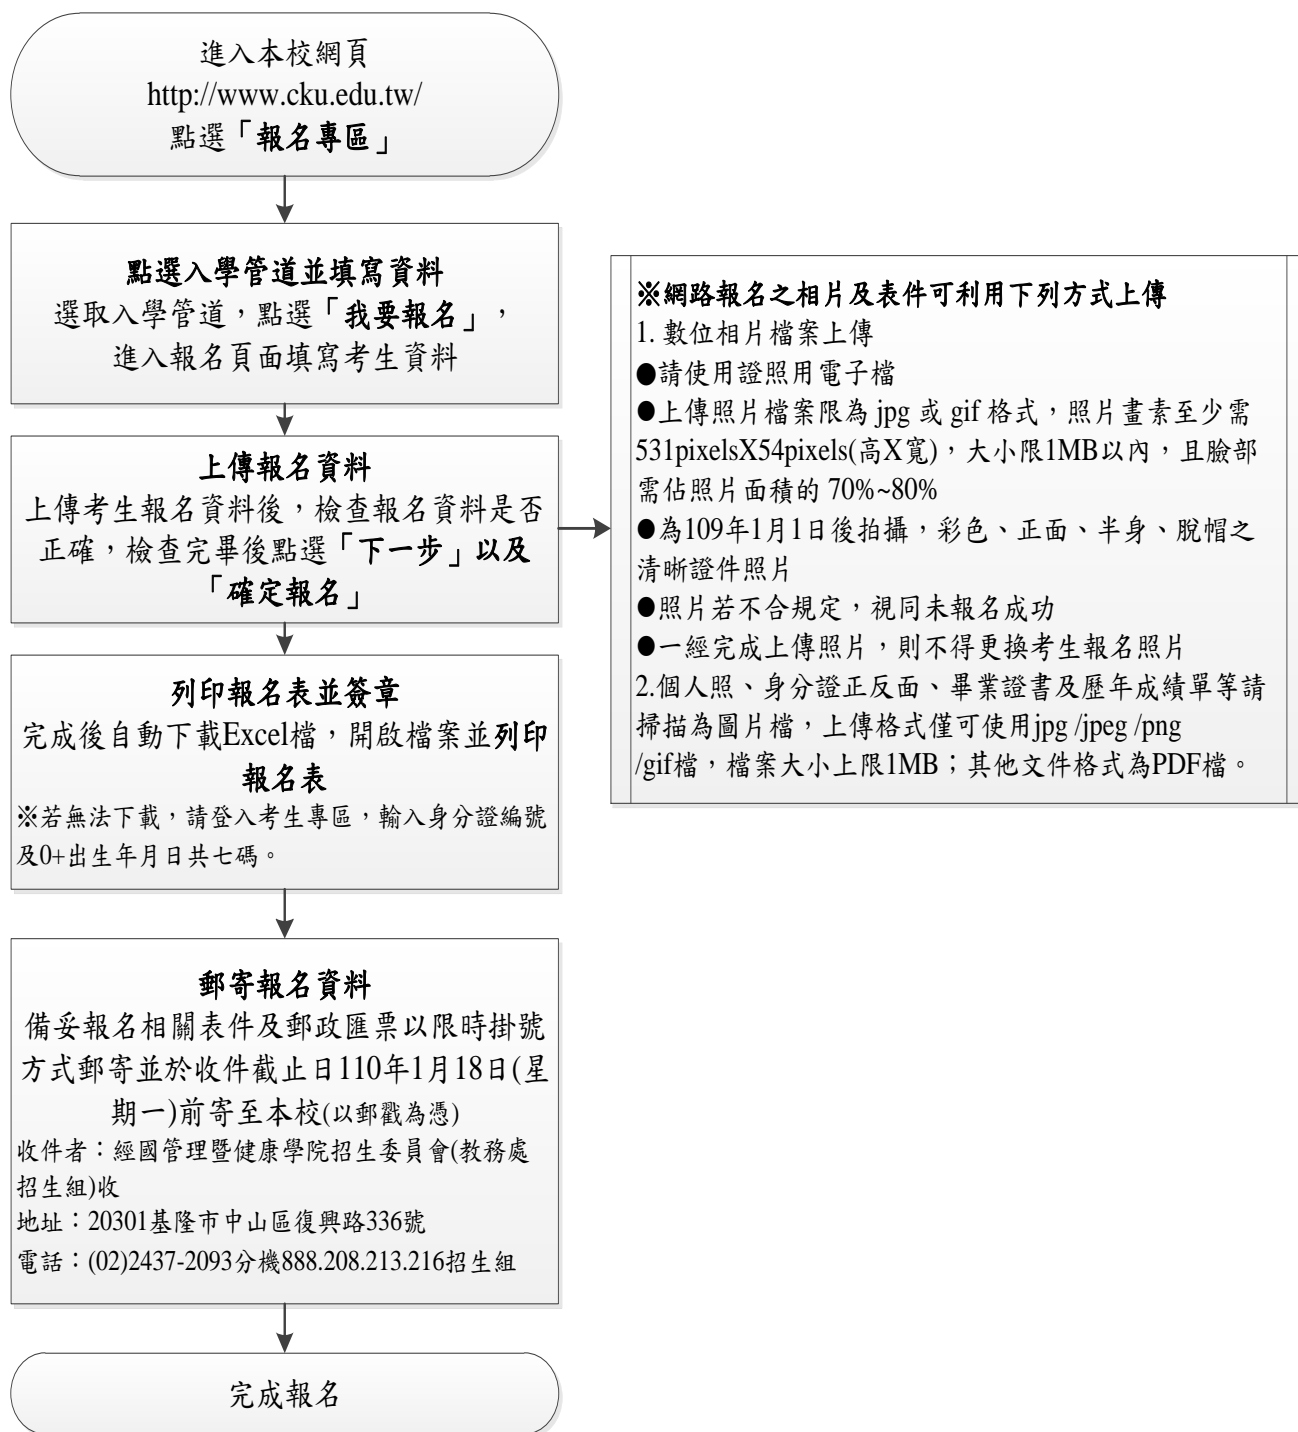 進入本校網頁
http://www.cku.edu.tw/
點選「報名專區」
點選入學管道並填寫資料
選取入學管道，點選「我要報名」，
進入報名頁面填寫考生資料
上傳報名資料
上傳考生報名資料後，檢查報名資料是否
正確，檢查完畢後點選「下一步」以及
「確定報名」
※網路報名之相片及表件可利用下列方式上傳
1. 數位相片檔案上傳
●請使用證照用電子檔
●上傳照片檔案限為 jpg 或 gif 格式，照片畫素至少需
531pixelsX54pixels(高X寬)，大小限1MB以內，且臉部
需佔照片面積的 70%~80%
●為109年1月1日後拍攝，彩色、正面、半身、脫帽之
清晰證件照片
●照片若不合規定，視同未報名成功
●一經完成上傳照片，則不得更換考生報名照片
2.個人照、身分證正反面、畢業證書及歷年成績單等請
掃描為圖片檔，上傳格式僅可使用jpg /jpeg /png
/gif檔，檔案大小上限1MB；其他文件格式為PDF檔。
列印報名表並簽章
完成後自動下載Excel檔，開啟檔案並列印
報名表
※若無法下載，請登入考生專區，輸入身分證編號
及0+出生年月日共七碼。
郵寄報名資料
備妥報名相關表件及郵政匯票以限時掛號
方式郵寄並於收件截止日110年1月18日(星
期一)前寄至本校(以郵戳為憑)
收件者：經國管理暨健康學院招生委員會(教務處
招生組)收
地址：20301基隆市中山區復興路336號
電話：(02)2437-2093分機888.208.213.216招生組
完成報名